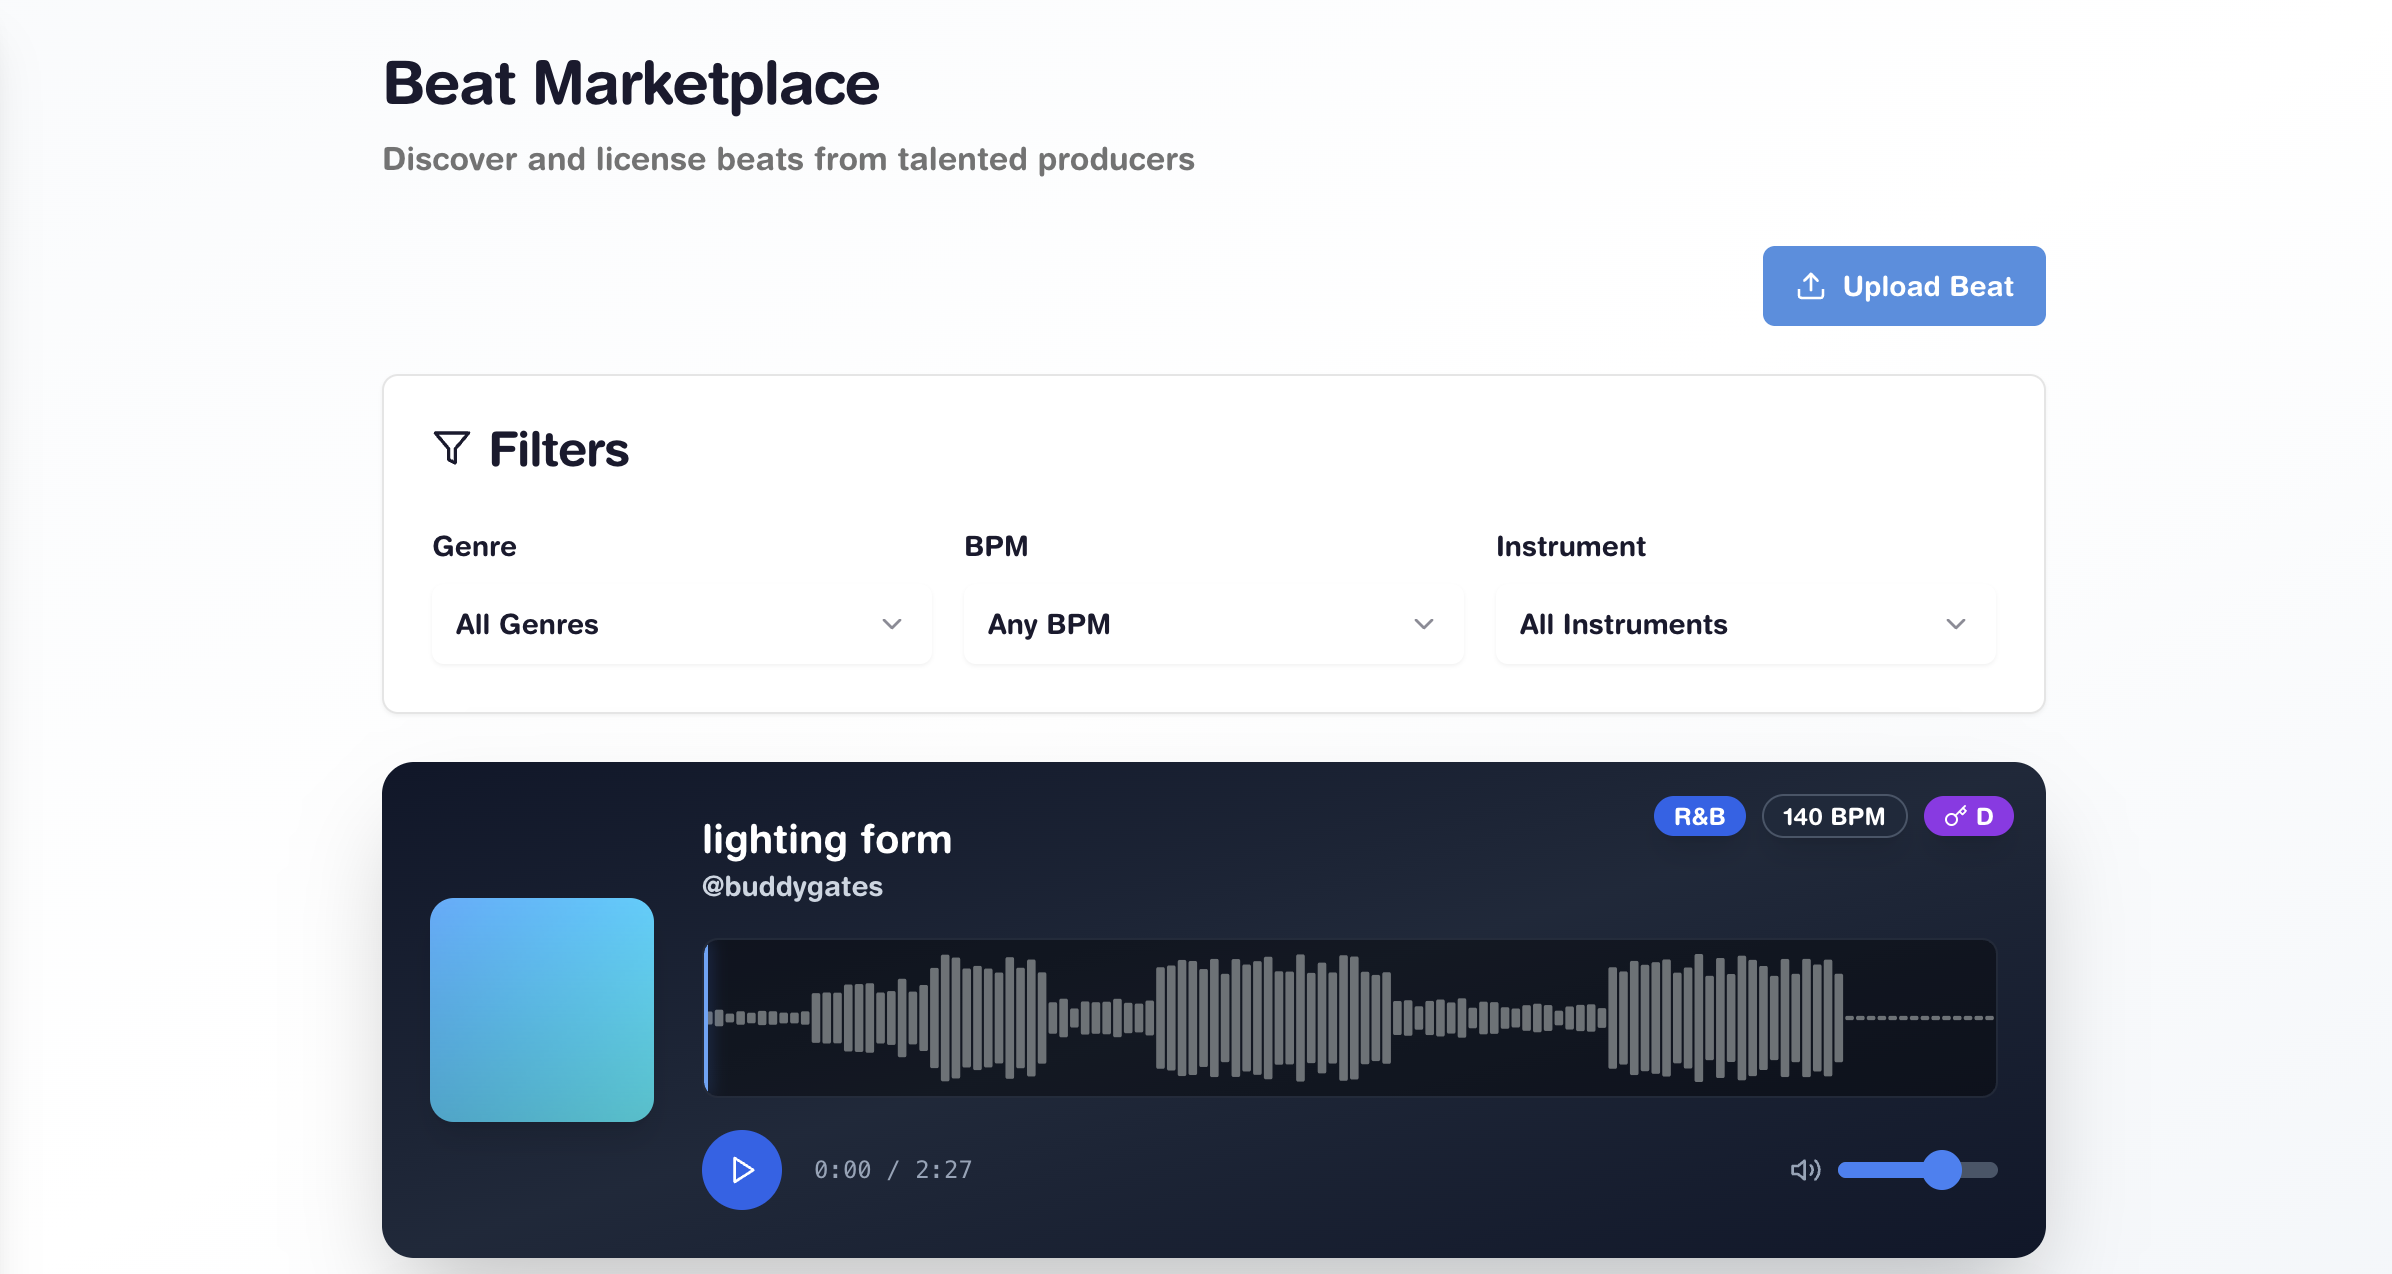 Beat Marketplace
Discover and license beats from talented producers
Upload Beat
Filters
Genre
BPM
Instrument
All Genres
Any BPM
All Instruments
R&B
140 BPM
D
lighting form
@buddygates
0:00 / 2:27